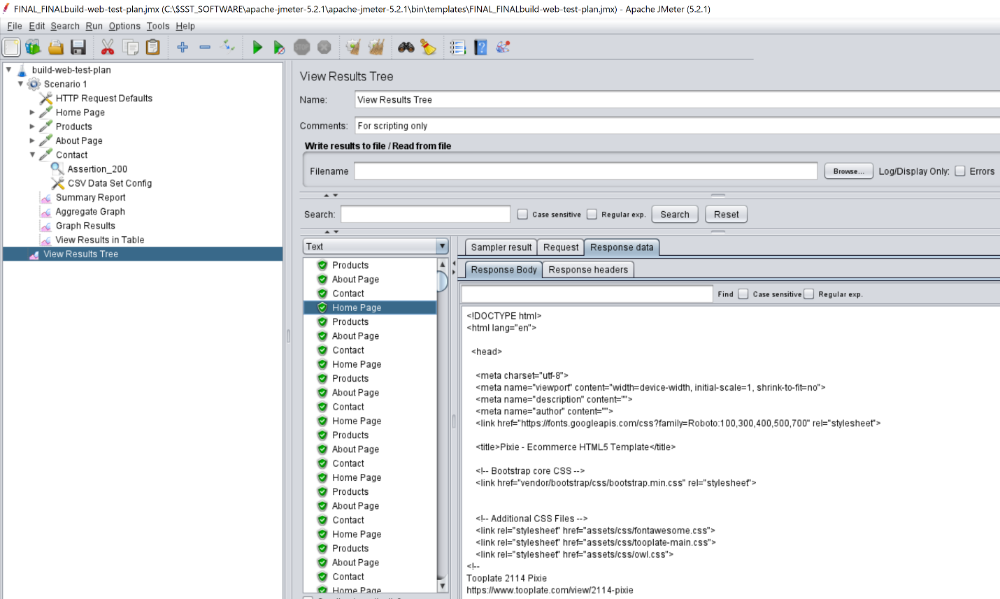 FINAL_FINALbuild-web-test-plan.jmx (C:\$SST_SOFTWARE\apache-jmeter-5.2.1\apache-jmeter-5.2.1\bin\templates\FINAL_FINALbuild-web-test-plan.jmx) - Apache JMeter (5.2.1)
File Edit Search Run Options Tools Help
build-web-test-plan
Scenario 1
HTTP Request Defaults
Home Page
Products
About Page
Contact
Assertion_200
CSV Data Set Config
Summary Report
Aggregate Graph
Graph Results
View Results in Table
View Results Tree
View Results Tree
Name: View Results Tree
Comments: For scripting only
Write results to file / Read from file
Filename Browse... Log/Display Only: Errors
Search: Case sensitive Regular exp. Search Reset
Text
Products
About Page
Contact
Home Page
Products
About Page
Contact
Home Page
Products
About Page
Contact
Home Page
Products
About Page
Contact
Home Page
Products
About Page
Contact
Home Page
Products
About Page
Contact
Home Page
Sampler result Request Response data
Response Body Response headers
Find Case sensitive Regular exp.
<!DOCTYPE html>
<html lang="en">
<head>
<meta charset="utf-8">
<meta name="viewport" content="width=device-width, initial-scale=1, shrink-to-fit=no">
<meta name="description" content="">
<meta name="author" content="">
<link href="https://fonts.googleapis.com/css?family=Roboto:100,300,400,500,700" rel="stylesheet">
<title>Pixie - Ecommerce HTML5 Template</title>
<!-- Bootstrap core CSS -->
<link href="vendor/bootstrap/css/bootstrap.min.css" rel="stylesheet">
<!-- Additional CSS Files -->
<link rel="stylesheet" href="assets/css/fontawesome.css">
<link rel="stylesheet" href="assets/css/tooplate-main.css">
<link rel="stylesheet" href="assets/css/owl.css">
<!--
Tooplate 2114 Pixie
https://www.tooplate.com/view/2114-pixie